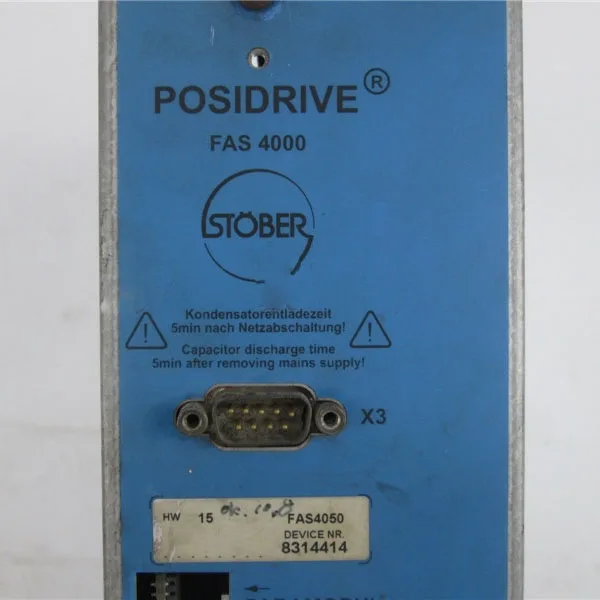 POSIDRIVE®
FAS 4000
STÖBER
Kondensatorentladezeit
5min nach Netzabschaltung!
Capacitor discharge time
5min after removing mains supply!
X3
HW 15 FAS4050
DEVICE NR.
8314414
←